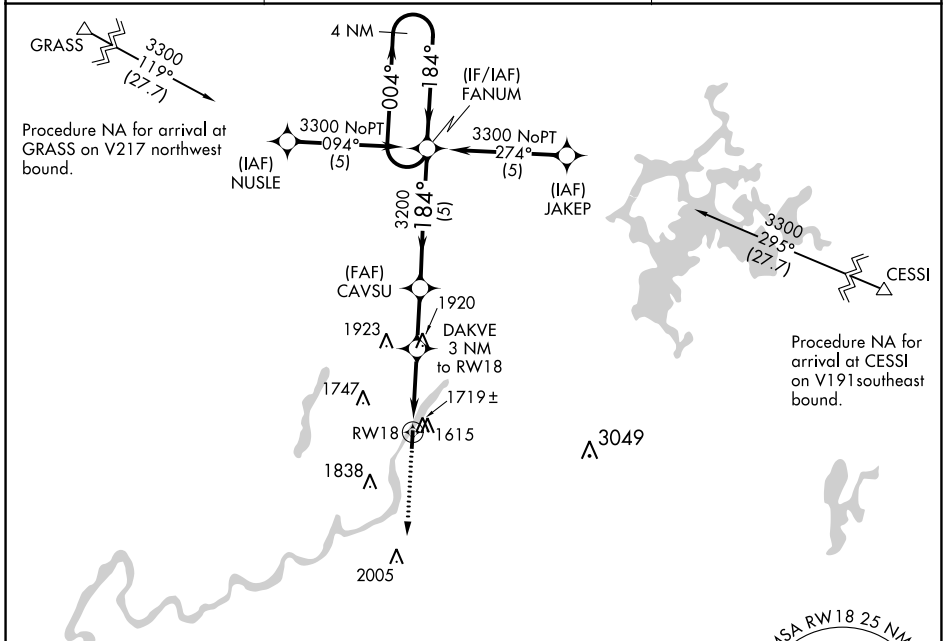 GRASS
3300
119°
(27.7)
Procedure NA for arrival at
GRASS on V217 northwest
bound.
4 NM
004°
184°
(IF/IAF)
FANUM
3300 NoPT
094°
(5)
(IAF)
NUSLE
3300 NoPT
274°
(5)
(IAF)
JAKEP
3200
184°
(5)
3300
295°
(27.7)
CESSI
Procedure NA for
arrival at CESSI
on V191southeast
bound.
(FAF)
CAVSU
1920
1923
DAKVE
3 NM
to RW18
1747
1719 ±
RW18
1615
3049
1838
2005
MSA RW18 25 NM